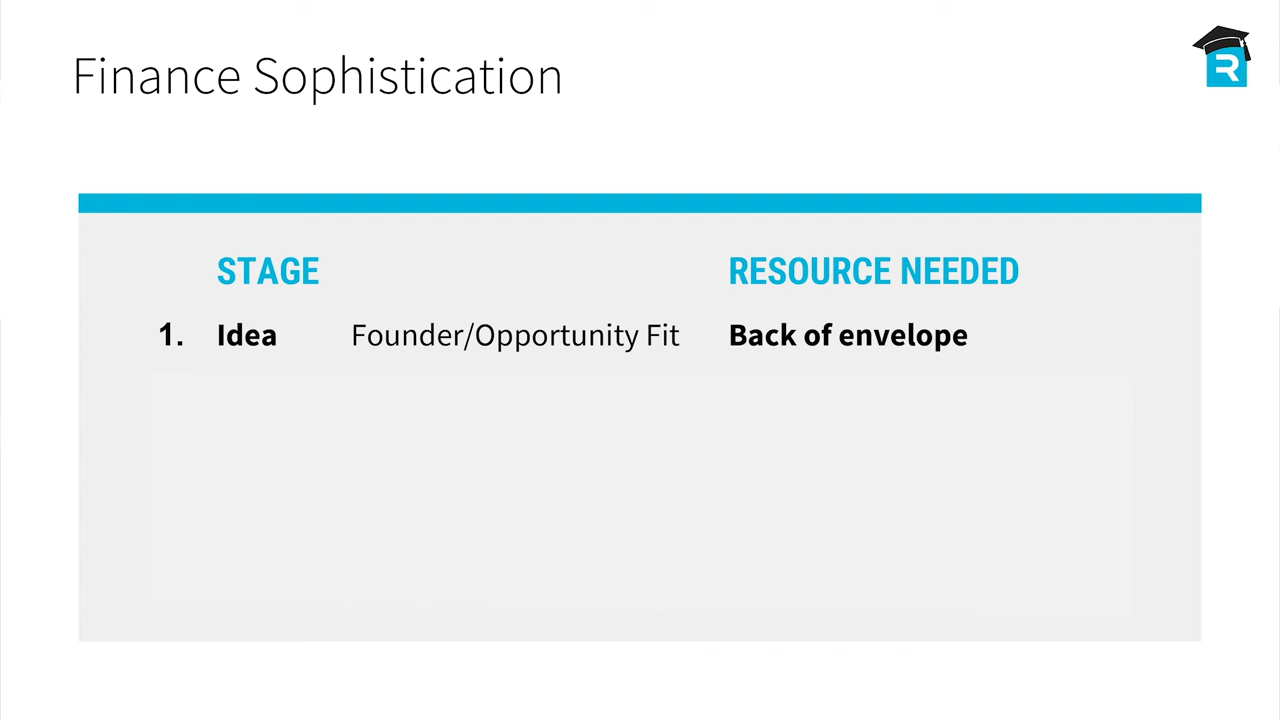 Finance Sophistication
R
STAGE RESOURCE NEEDED
1. Idea Founder/Opportunity Fit Back of envelope